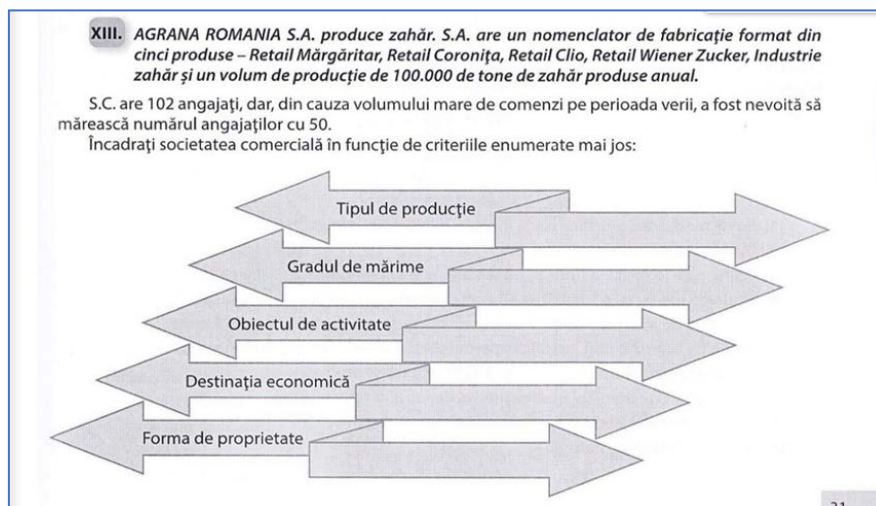 XIII. AGRANA ROMANIA S.A. produce zahăr. S.A. are un nomenclator de fabricație format din
cinci produse – Retail Mărgăritar, Retail Coronița, Retail Clio, Retail Wiener Zucker, Industrie
zahăr și un volum de producție de 100.000 de tone de zahăr produse anual.
S.C. are 102 angajați, dar, din cauza volumului mare de comenzi pe perioada verii, a fost nevoită să
mărească numărul angajaților cu 50.
Încadrați societatea comercială în funcție de criteriile enumerate mai jos:
Tipul de producție
Gradul de mărime
Obiectul de activitate
Destinația economică
Forma de proprietate